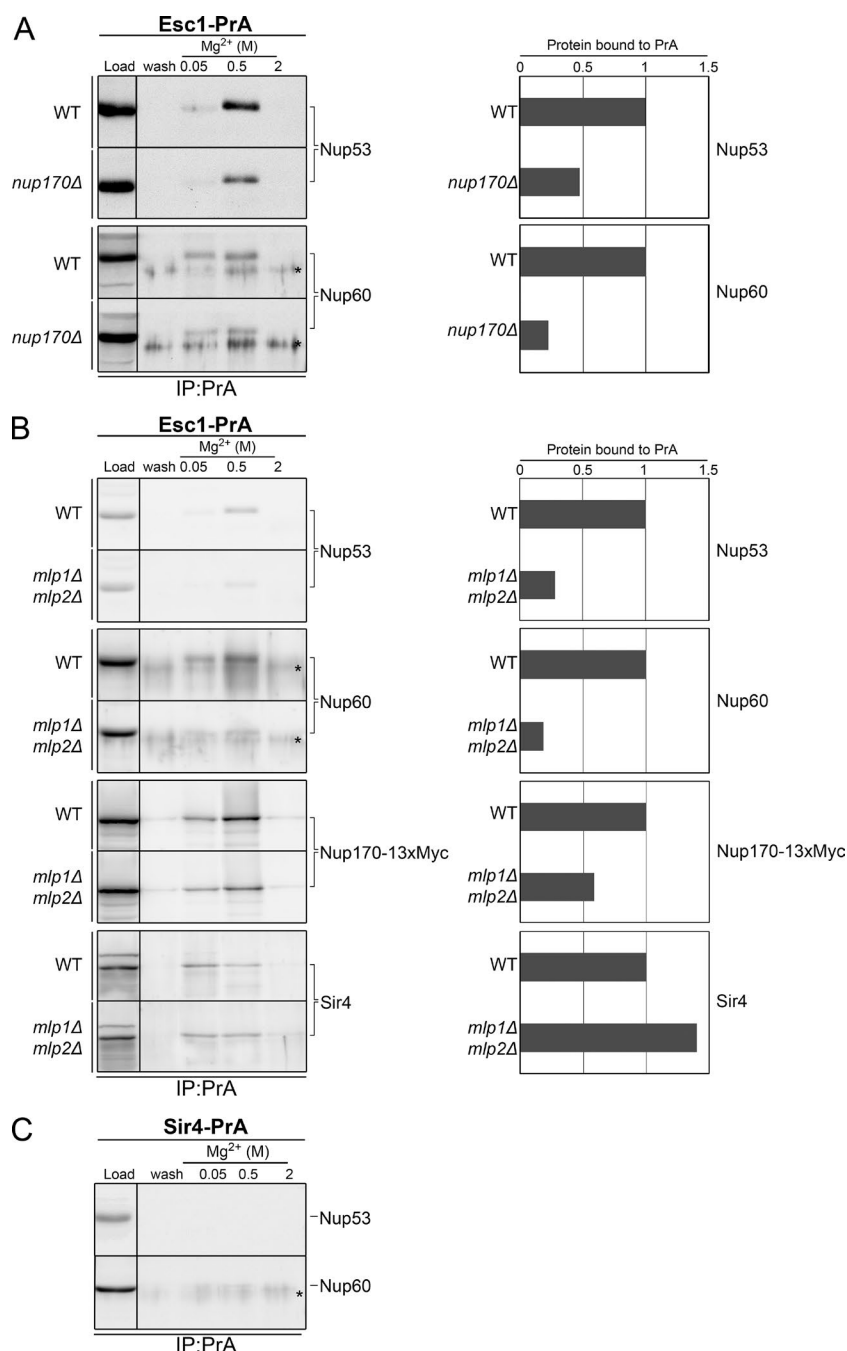 A
Esc1-PrA
Mg2+ (M)
Load wash 0.05 0.5 2
WT
Nup53
nup170Δ
WT
*
Nup60
nup170Δ
*
IP:PrA
Protein bound to PrA
0 0.5 1 1.5
WT
Nup53
nup170Δ
WT
Nup60
nup170Δ
B
Esc1-PrA
Mg2+ (M)
Load wash 0.05 0.5 2
WT
Nup53
mlp1Δ
mlp2Δ
WT
*
Nup60
mlp1Δ
mlp2Δ
*
WT
Nup170-13xMyc
mlp1Δ
mlp2Δ
WT
Sir4
mlp1Δ
mlp2Δ
IP:PrA
Protein bound to PrA
0 0.5 1 1.5
WT
Nup53
mlp1Δ
mlp2Δ
WT
Nup60
mlp1Δ
mlp2Δ
WT
Nup170-13xMyc
mlp1Δ
mlp2Δ
WT
Sir4
mlp1Δ
mlp2Δ
C
Sir4-PrA
Mg2+ (M)
Load wash 0.05 0.5 2
Nup53
Nup60
*
IP:PrA